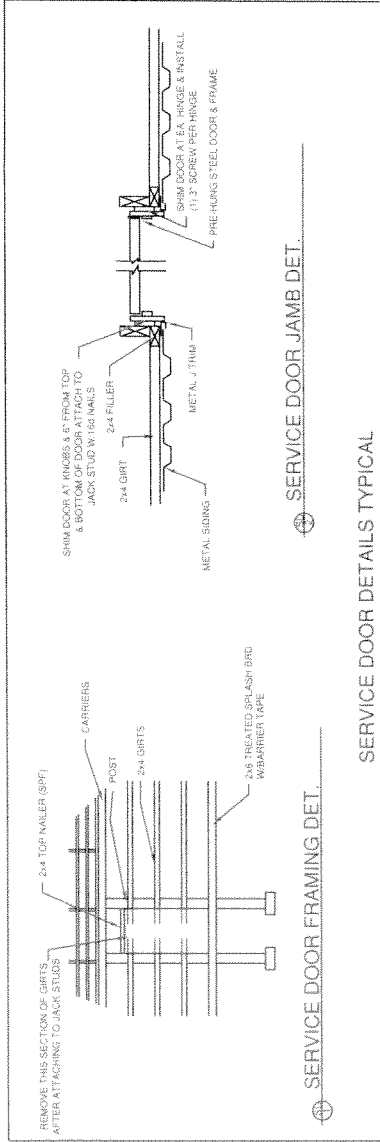 REMOVE THIS SECTION OF GIRTS
AFTER ATTACHING TO JACK STUDS
2x4 TOP NAILER (SPF)
CARRIERS
POST
2x4 GIRTS
2x6 TREATED SPLASH BRD
W/BARRIER TAPE
SERVICE DOOR FRAMING DET.
SHIM DOOR AT KNOBS & 6" FROM TOP
& BOTTOM OF DOOR ATTACH TO
JACK STUD W/16d NAILS
2x4 FILLER
2x4 GIRT
METAL SIDING
METAL J TRIM
SHIM DOOR AT EA. HINGE & INSTALL
(1) 3" SCREW PER HINGE
PRE-HUNG STEEL DOOR & FRAME
SERVICE DOOR JAMB DET.
SERVICE DOOR DETAILS TYPICAL